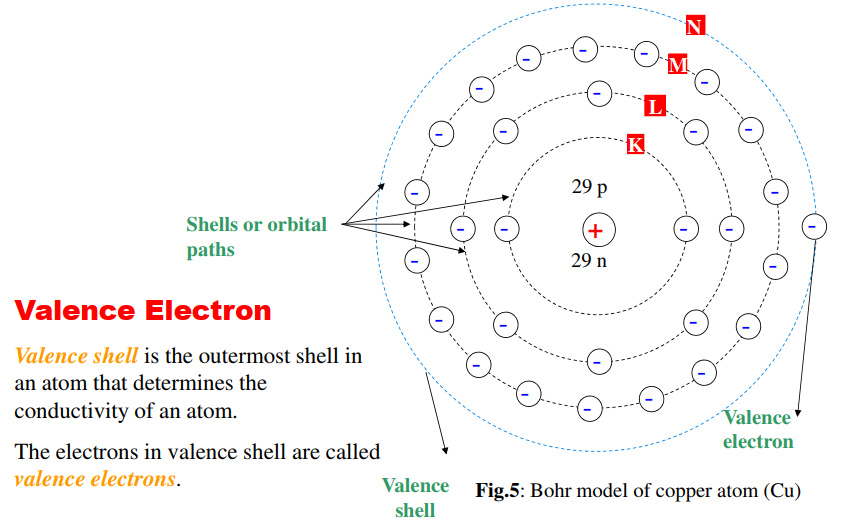 N
M
L
K
29 p
+
29 n
Shells or orbital
paths
Valence Electron
Valence shell is the outermost shell in
an atom that determines the
conductivity of an atom.
The electrons in valence shell are called
valence electrons.
Valence
electron
Valence
shell
Fig.5: Bohr model of copper atom (Cu)